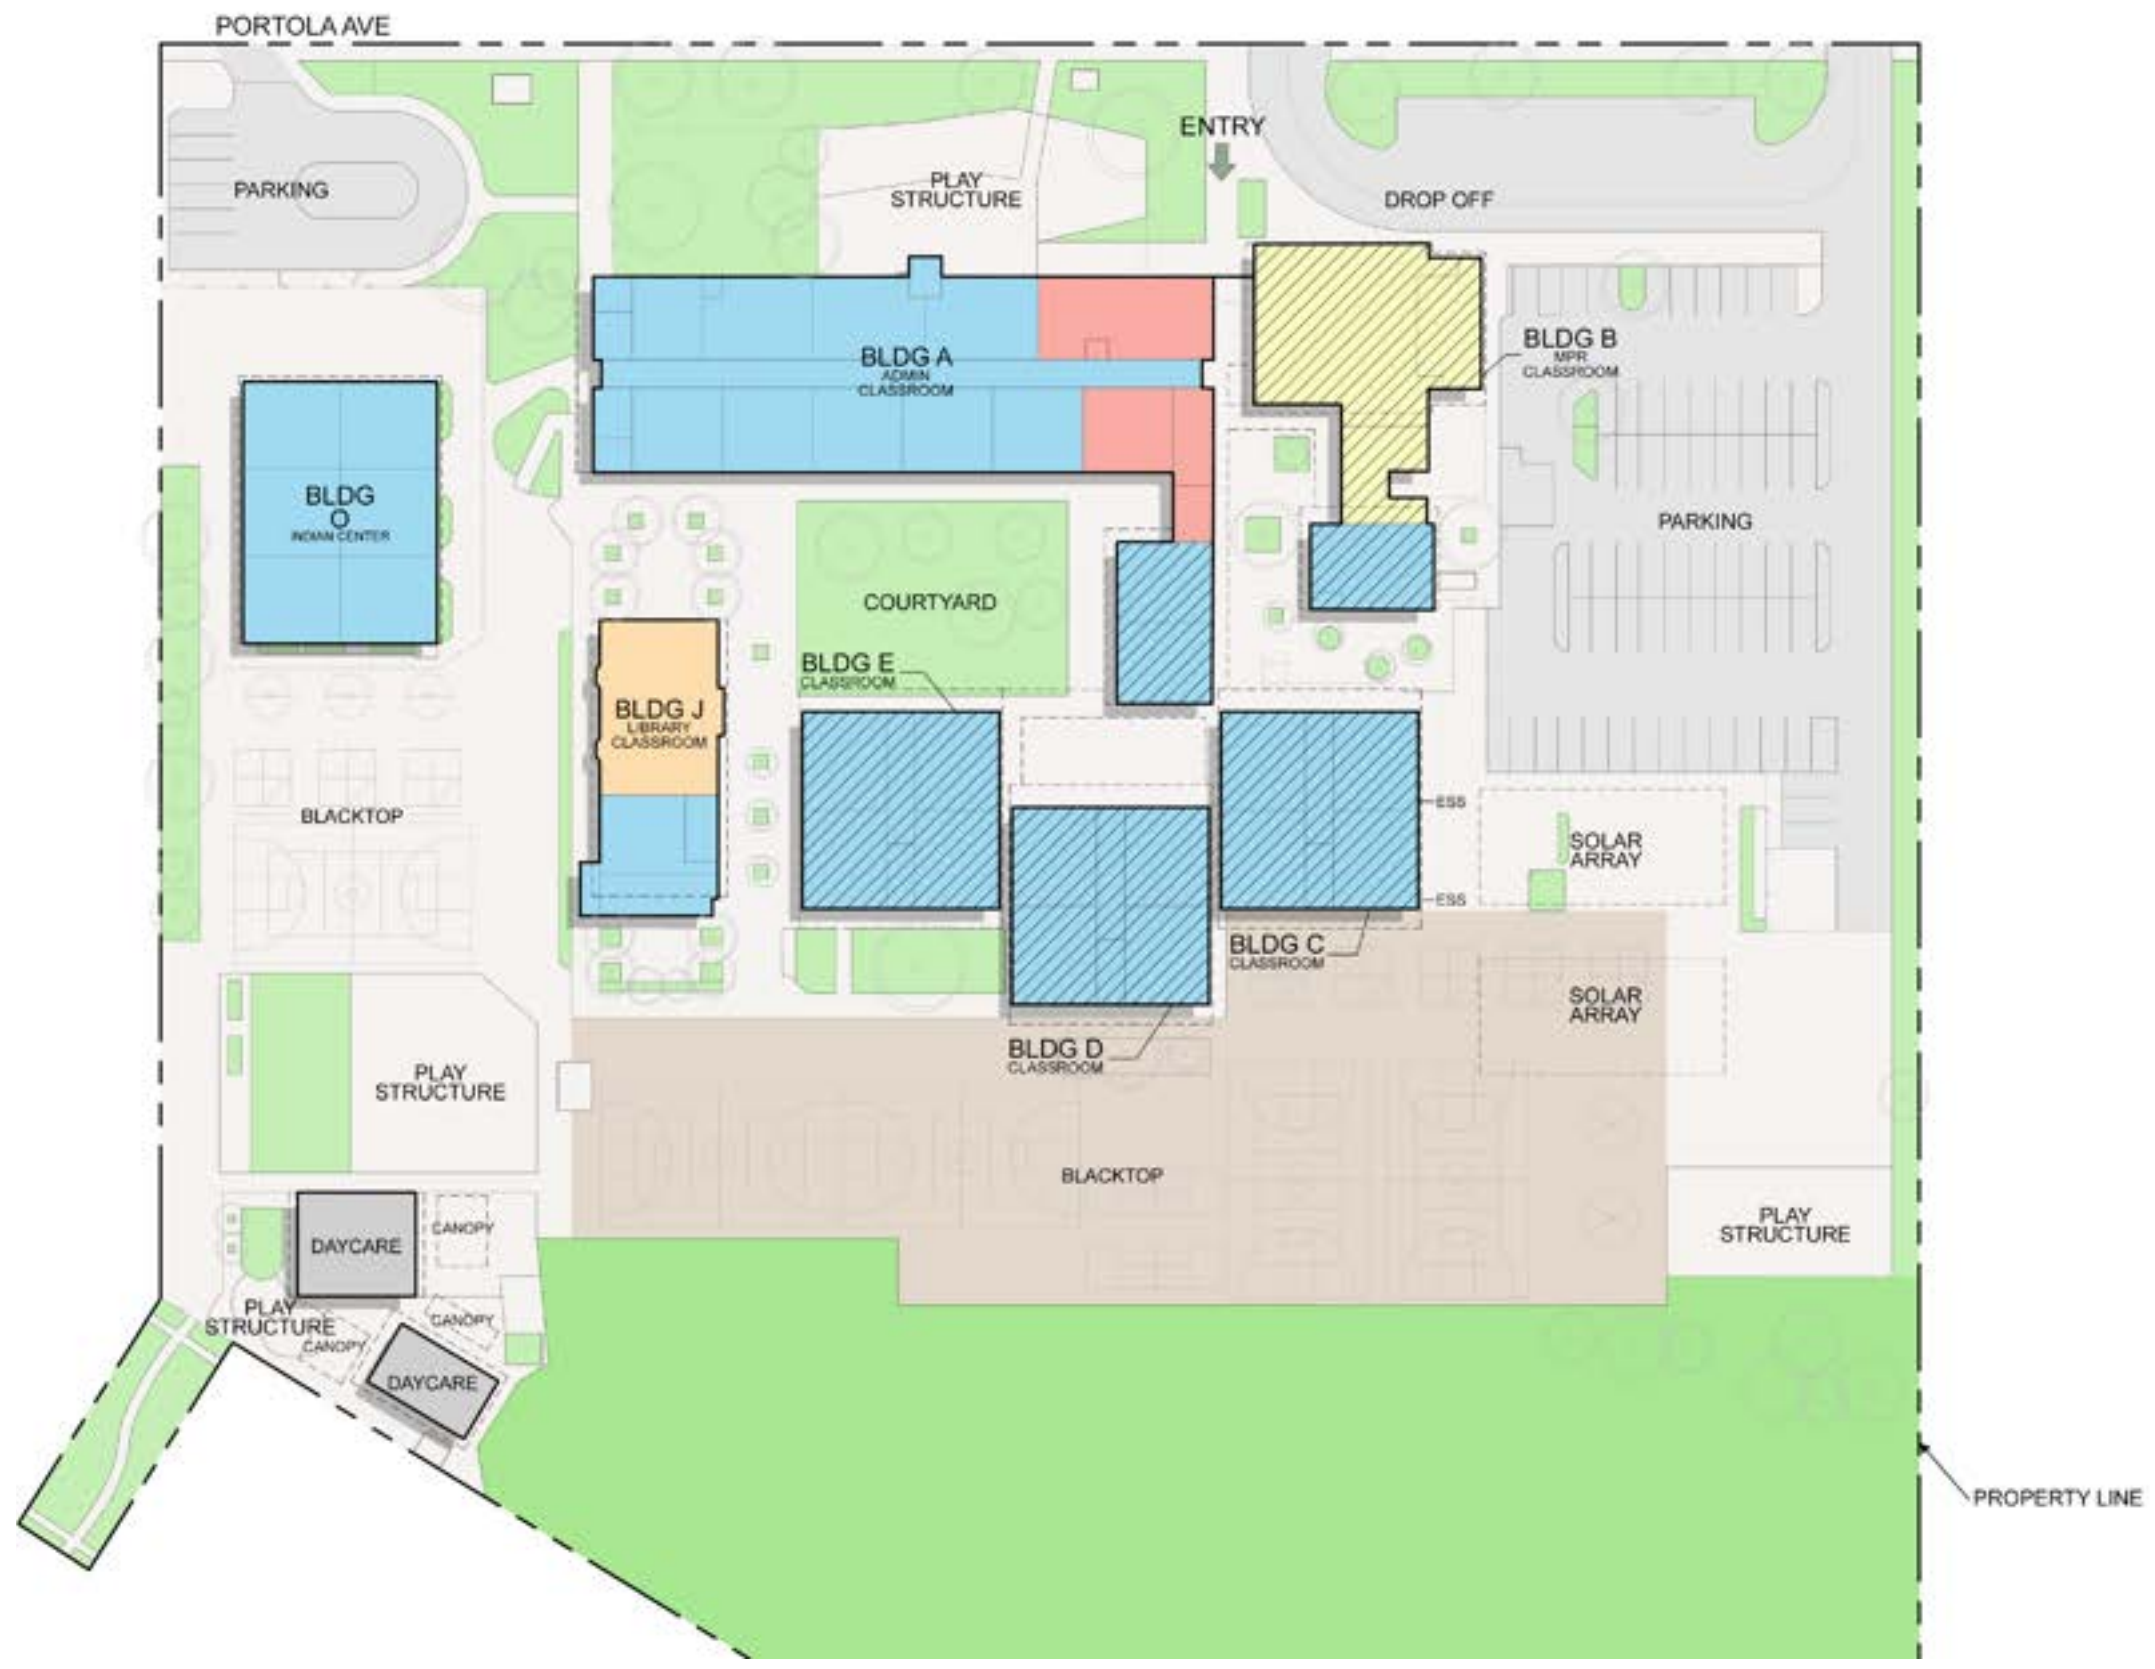 PORTOLA AVE
ENTRY
PARKING
PLAY
STRUCTURE
DROP OFF
BLDG A
ADMIN
CLASSROOM
BLDG B
MPR
CLASSROOM
BLDG
O
INDIAN CENTER
PARKING
COURTYARD
BLDG E
CLASSROOM
BLDG J
LIBRARY
CLASSROOM
BLACKTOP
ESS
SOLAR
ARRAY
ESS
BLDG C
CLASSROOM
SOLAR
ARRAY
BLDG D
CLASSROOM
PLAY
STRUCTURE
BLACKTOP
PLAY
STRUCTURE
CANOPY
DAYCARE
PLAY
STRUCTURE
CANOPY
CANOPY
DAYCARE
PROPERTY LINE